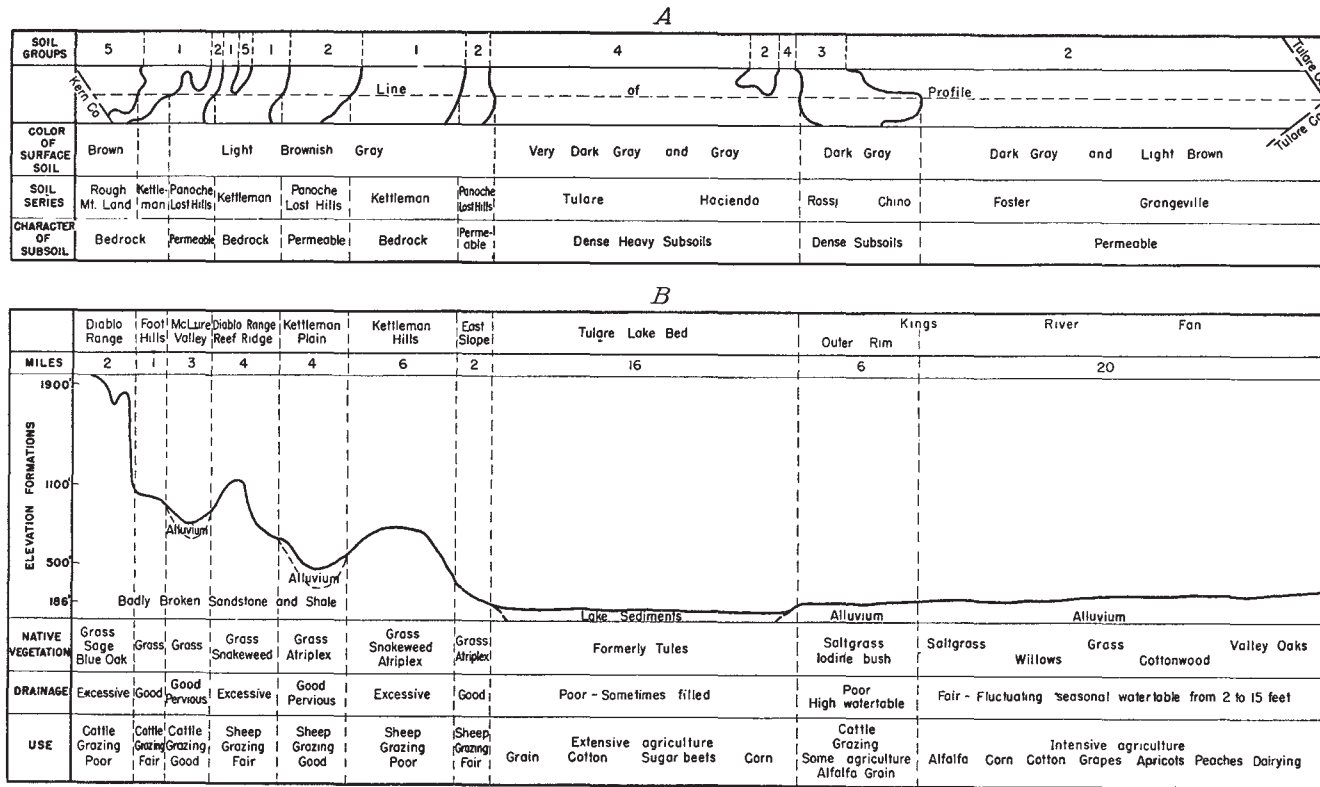 A
SOIL GROUPS 5 1 2 1 5 1 2 1 2 4 2 4 3 2
Kern Co Line of Profile Tulare Co Tulare Co
COLOR OF SURFACE SOIL Brown Light Brownish Gray Very Dark Gray and Gray Dark Gray Dark Gray and Light Brown
SOIL SERIES Rough Mt. Land Kettle-man Panoche Lost Hills Kettleman Panoche Lost Hills Kettleman Panoche Lost Hills Tulare Hacienda Rossi Chino Foster Grangeville
CHARACTER OF SUBSOIL Bedrock Permeable Bedrock Permeable Bedrock Perme-able Dense Heavy Subsoils Dense Subsoils Permeable
B
Diablo Range Foot Hills McLure Valley Diablo Range Reef Ridge Kettleman Plain Kettleman Hills East Slope Tulare Lake Bed Outer Rim Kings River Fan
MILES 2 1 3 4 4 6 2 16 6 20
ELEVATION FORMATIONS
1900'
1100'
Alluvium
500'
Alluvium
186'
Badly Broken Sandstone and Shale
Lake Sediments Alluvium Alluvium
NATIVE VEGETATION Grass Sage Blue Oak Grass Grass Grass Snakeweed Grass Atriplex Grass Snakeweed Atriplex Grass Atriplex Formerly Tules Saltgrass Iodine bush Saltgrass Willows Grass Cottonwood Valley Oaks
DRAINAGE Excessive Good Good Pervious Excessive Good Pervious Excessive Good Poor - Sometimes filled Poor High watertable Fair - Fluctuating seasonal watertable from 2 to 15 feet
USE Cattle Grazing Poor Cattle Grazing Fair Cattle Grazing Good Sheep Grazing Fair Sheep Grazing Good Sheep Grazing Poor Sheep Grazing Fair Extensive agriculture Grain Cotton Sugar beets Corn Cattle Grazing Some agriculture Alfalfa Grain Intensive agriculture Alfalfa Corn Cotton Grapes Apricots Peaches Dairying